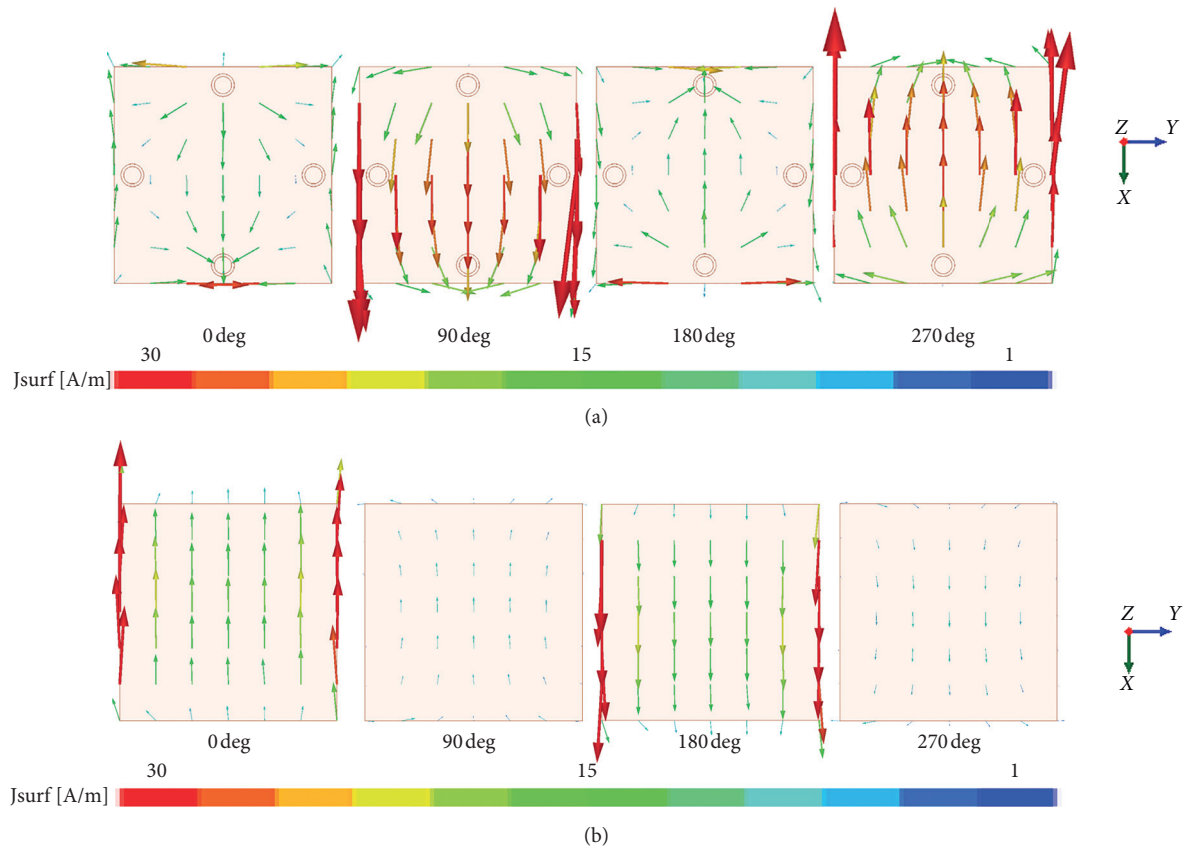 Z
Y
X
0 deg 90 deg 180 deg 270 deg
30 15 1
Jsurf [A/m]
(a)
Z
Y
X
0 deg 90 deg 180 deg 270 deg
30 15 1
Jsurf [A/m]
(b)